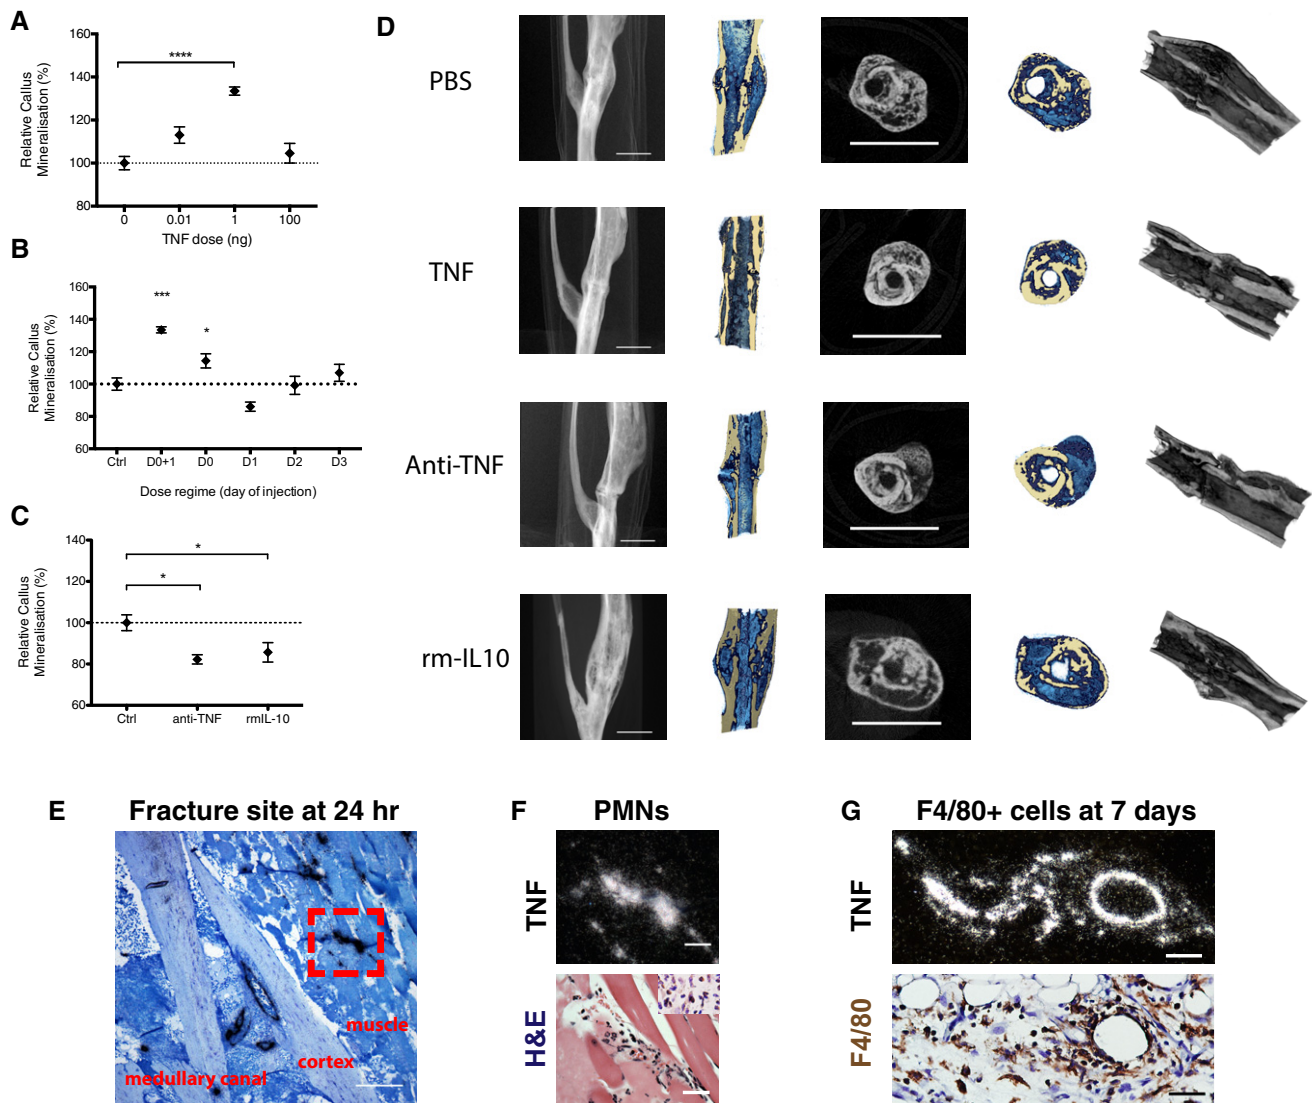 A
160
140
120
100
80
Relative Callus
Mineralisation (%)
****
0
0.01
1
100
TNF dose (ng)
B
160
140
120
100
80
60
Relative Callus
Mineralisation (%)
***
*
Ctrl
D0+1
D0
D1
D2
D3
Dose regime (day of injection)
C
140
120
100
80
60
Relative Callus
Mineralisation (%)
*
*
Ctrl
anti-TNF
rmIL-10
D
PBS
TNF
Anti-TNF
rm-IL10
E
Fracture site at 24 hr
muscle
cortex
medullary canal
F
PMNs
TNF
H&E
G
F4/80+ cells at 7 days
TNF
F4/80